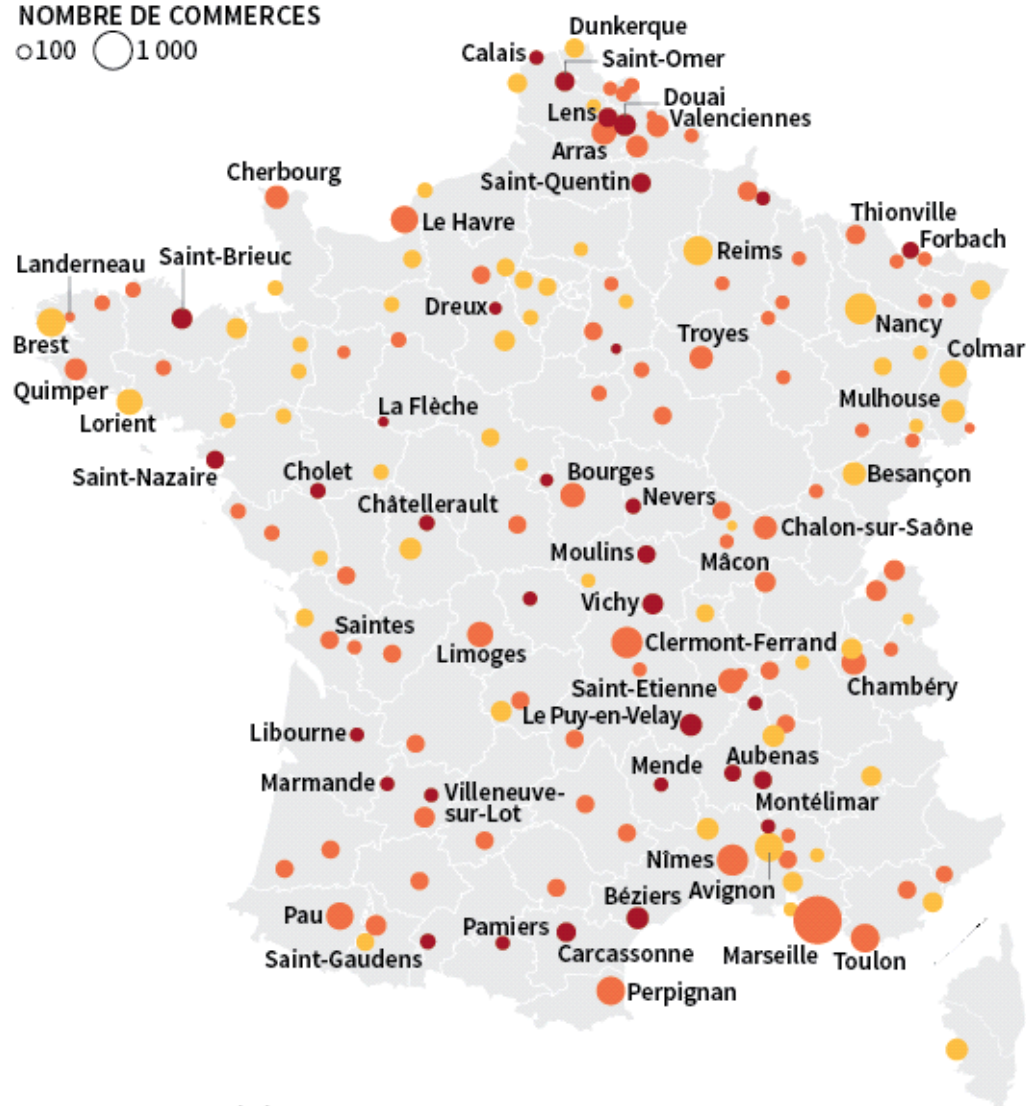 NOMBRE DE COMMERCES
100 1 000
Dunkerque
Calais
Saint-Omer
Douai
Lens
Valenciennes
Arras
Saint-Quentin
Cherbourg
Le Havre
Thionville
Forbach
Reims
Landerneau
Saint-Brieuc
Dreux
Nancy
Troyes
Brest
Colmar
Quimper
Mulhouse
Lorient
La Flèche
Saint-Nazaire
Cholet
Bourges
Besançon
Châtellerault
Nevers
Chalon-sur-Saône
Moulins
Mâcon
Vichy
Saintes
Limoges
Clermont-Ferrand
Saint-Etienne
Chambéry
Le Puy-en-Velay
Libourne
Aubenas
Mende
Marmande
Villeneuve-
sur-Lot
Montélimar
Nîmes
Avignon
Béziers
Pau
Pamiers
Carcassonne
Saint-Gaudens
Marseille
Toulon
Perpignan